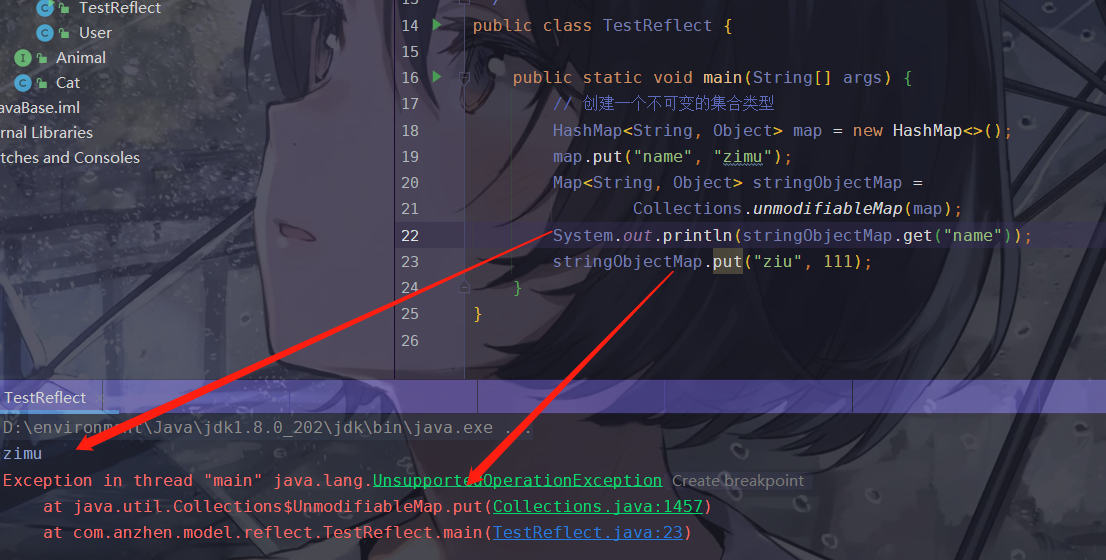 TestReflect
User
Animal
Cat
avaBase.iml
rnal Libraries
tches and Consoles
14 public class TestReflect {
15
16 public static void main(String[] args) {
17 // 创建一个不可变的集合类型
18 HashMap<String, Object> map = new HashMap<>();
19 map.put("name", "zimu");
20 Map<String, Object> stringObjectMap =
21 Collections.unmodifiableMap(map);
22 System.out.println(stringObjectMap.get("name"));
23 stringObjectMap.put("ziu", 111);
24 }
25 }
26
TestReflect
D:\environment\Java\jdk1.8.0_202\jdk\bin\java.exe ...
zimu
Exception in thread "main" java.lang.UnsupportedOperationException Create breakpoint
at java.util.Collections$UnmodifiableMap.put(Collections.java:1457)
at com.anzhen.model.reflect.TestReflect.main(TestReflect.java:23)